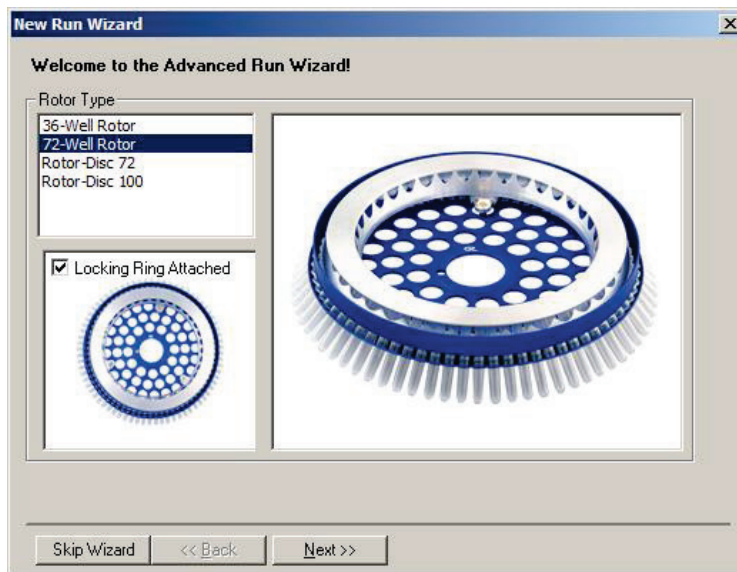 New Run Wizard
Welcome to the Advanced Run Wizard!
Rotor Type
36-Well Rotor
72-Well Rotor
Rotor-Disc 72
Rotor-Disc 100
Locking Ring Attached
Skip Wizard
<< Back
Next >>